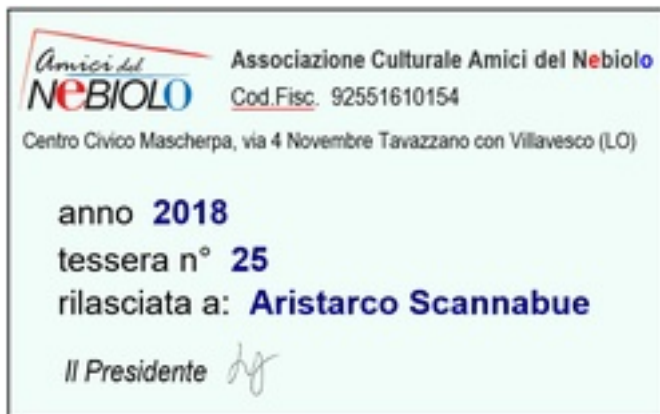 Amici del
NeBIOLO
Associazione Culturale Amici del Nebiolo
Cod.Fisc. 92551610154
Centro Civico Mascherpa, via 4 Novembre Tavazzano con Villavesco (LO)
anno 2018
tessera n° 25
rilasciata a: Aristarco Scannabue
Il Presidente